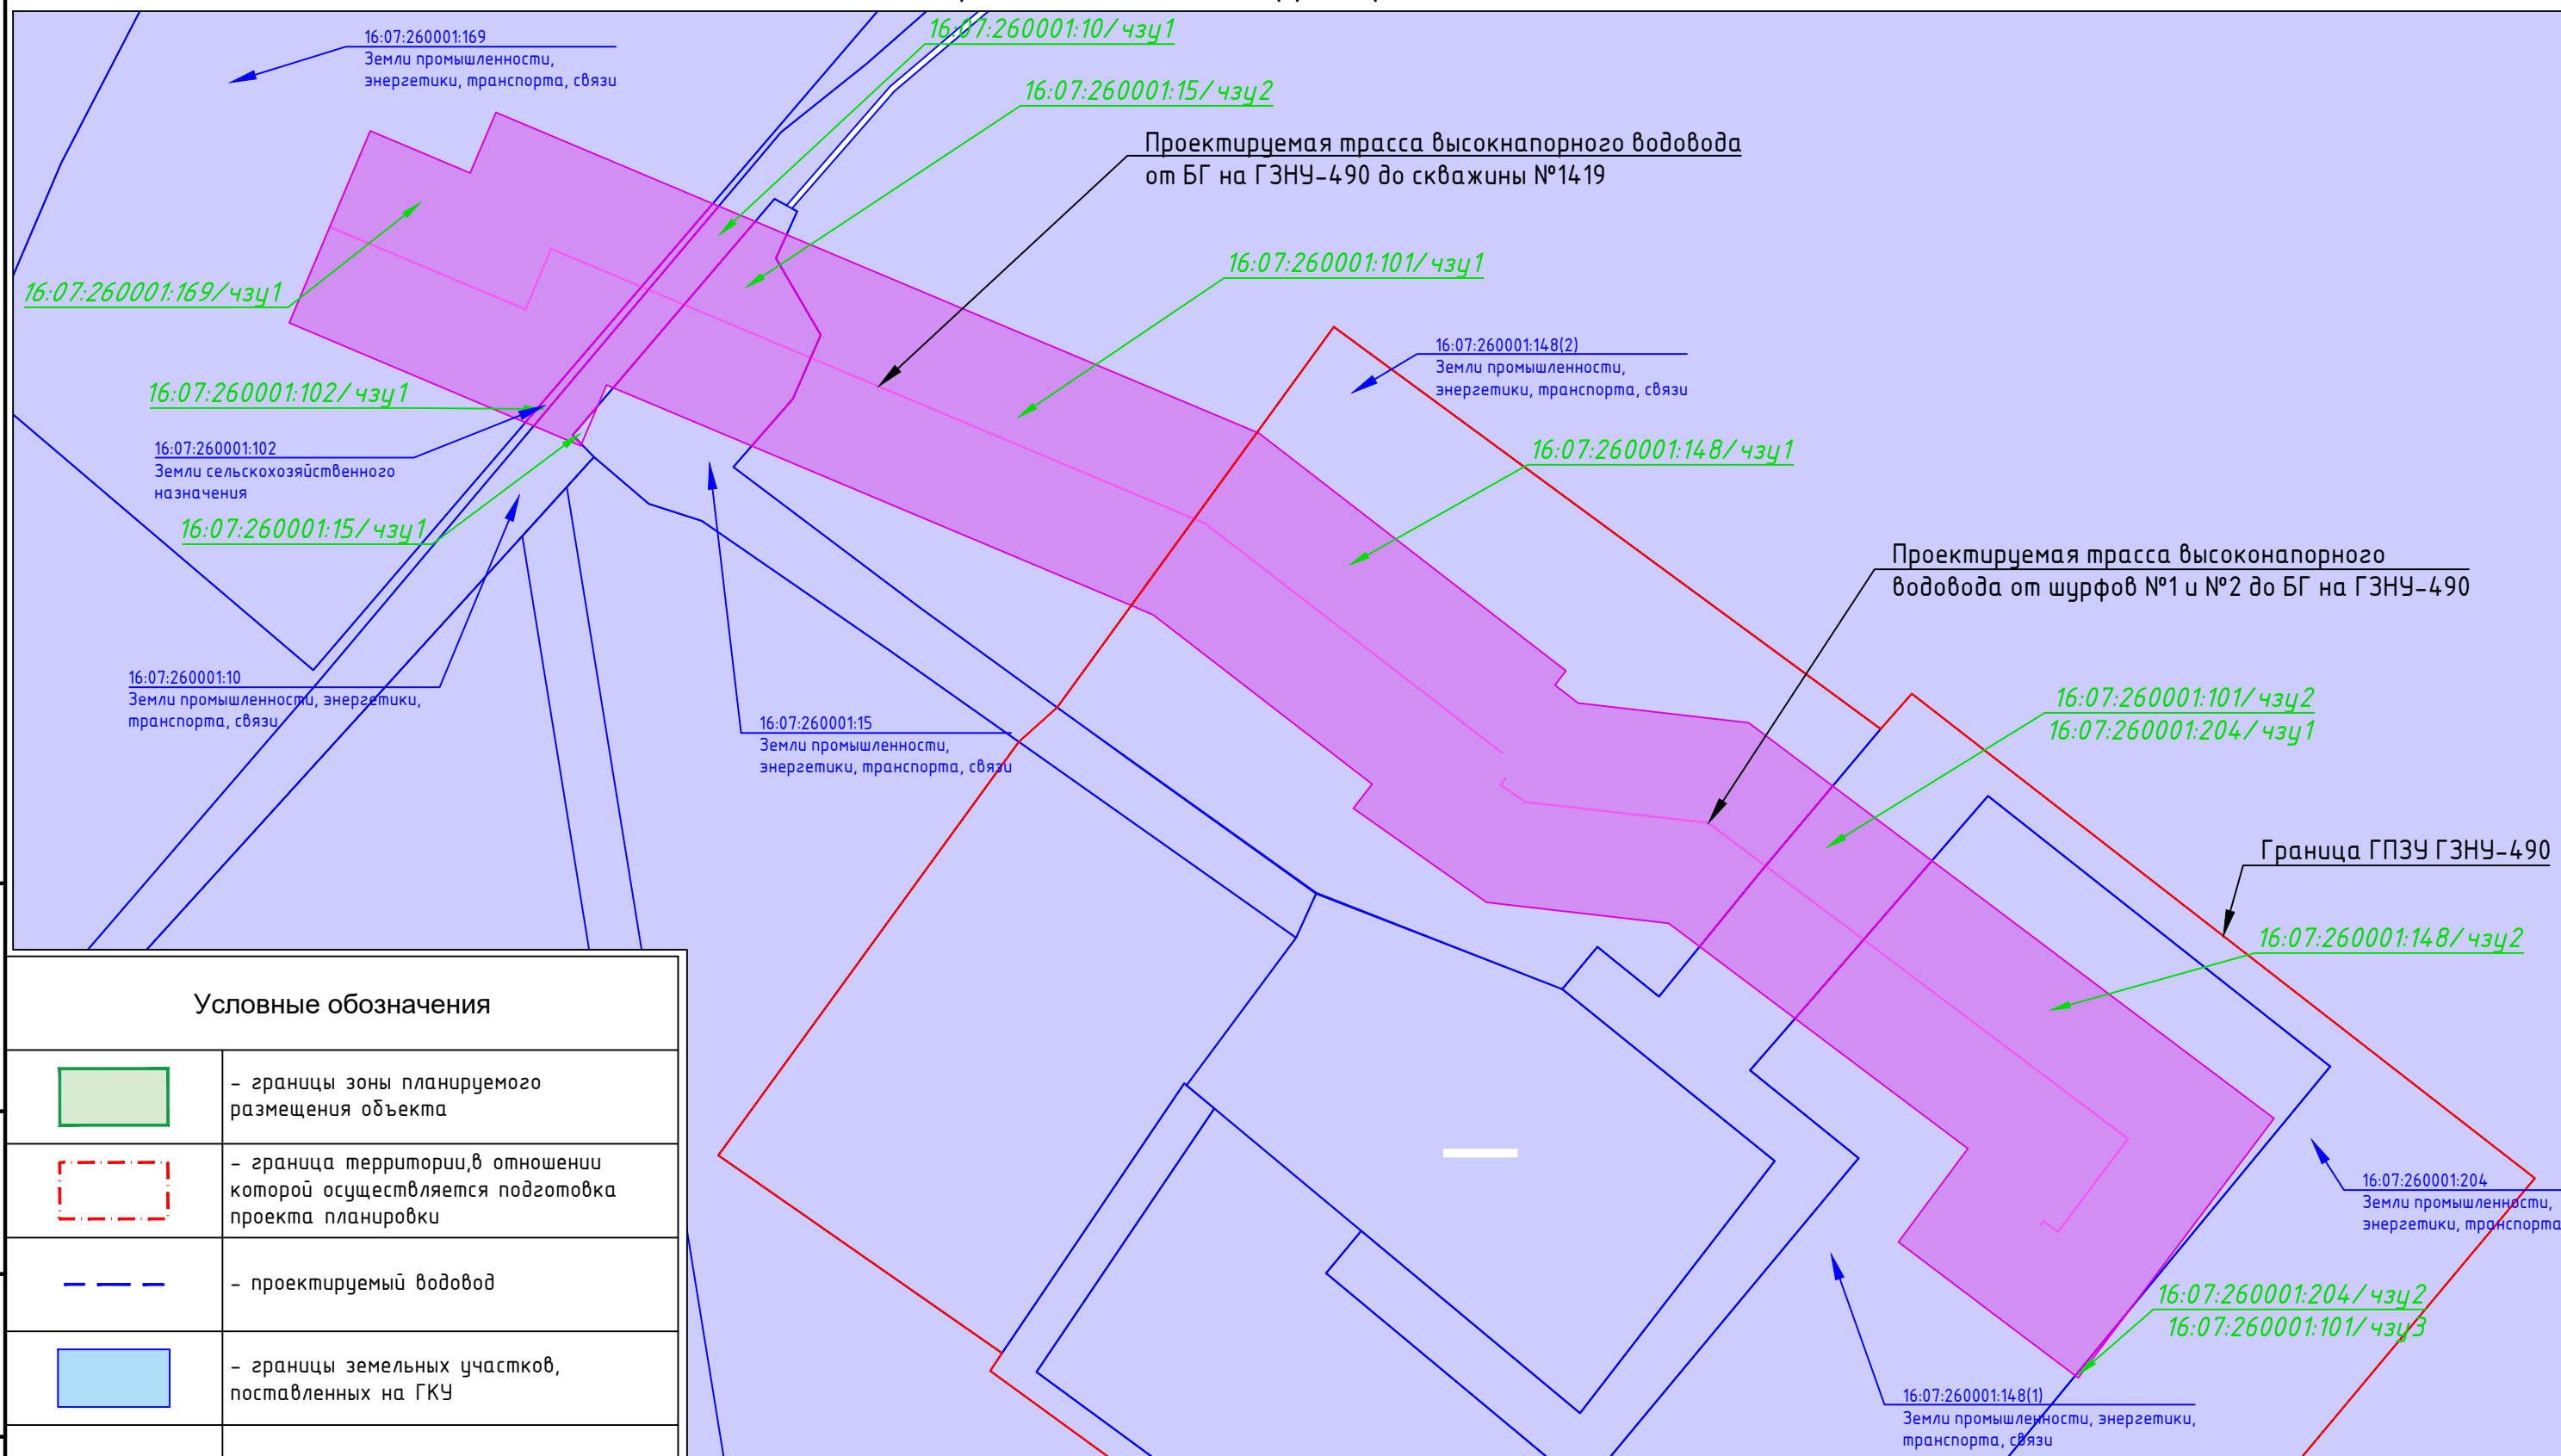 16:07:260001:10/чзу1
16:07:260001:169
Земли промышленности,
энергетики, транспорта, связи
16:07:260001:15/чзу2
Проектируемая трасса высокнапорного водовода
от БГ на ГЗНУ-490 до скважины №1419
16:07:260001:101/чзу1
16:07:260001:169/чзу1
16:07:260001:148(2)
Земли промышленности,
энергетики, транспорта, связи
16:07:260001:102/чзу1
16:07:260001:102
Земли сельскохозяйственного
назначения
16:07:260001:148/чзу1
16:07:260001:15/чзу1
Проектируемая трасса высоконапорного
водовода от шурфов №1 и №2 до БГ на ГЗНУ-490
16:07:260001:10
Земли промышленности, энергетики,
транспорта, связи
16:07:260001:15
Земли промышленности,
энергетики, транспорта, связи
16:07:260001:101/чзу2
16:07:260001:204/чзу1
Граница ГПЗУ ГЗНУ-490
16:07:260001:148/чзу2
16:07:260001:204
Земли промышленности,
энергетики, транспорта
16:07:260001:204/чзу2
16:07:260001:101/чзу3
16:07:260001:148(1)
Земли промышленности, энергетики,
транспорта, связи
Условные обозначения
- границы зоны планируемого
размещения объекта
- граница территории,в отношении
которой осуществляется подготовка
проекта планировки
- проектируемый водовод
- границы земельных участков,
поставленных на ГКУ